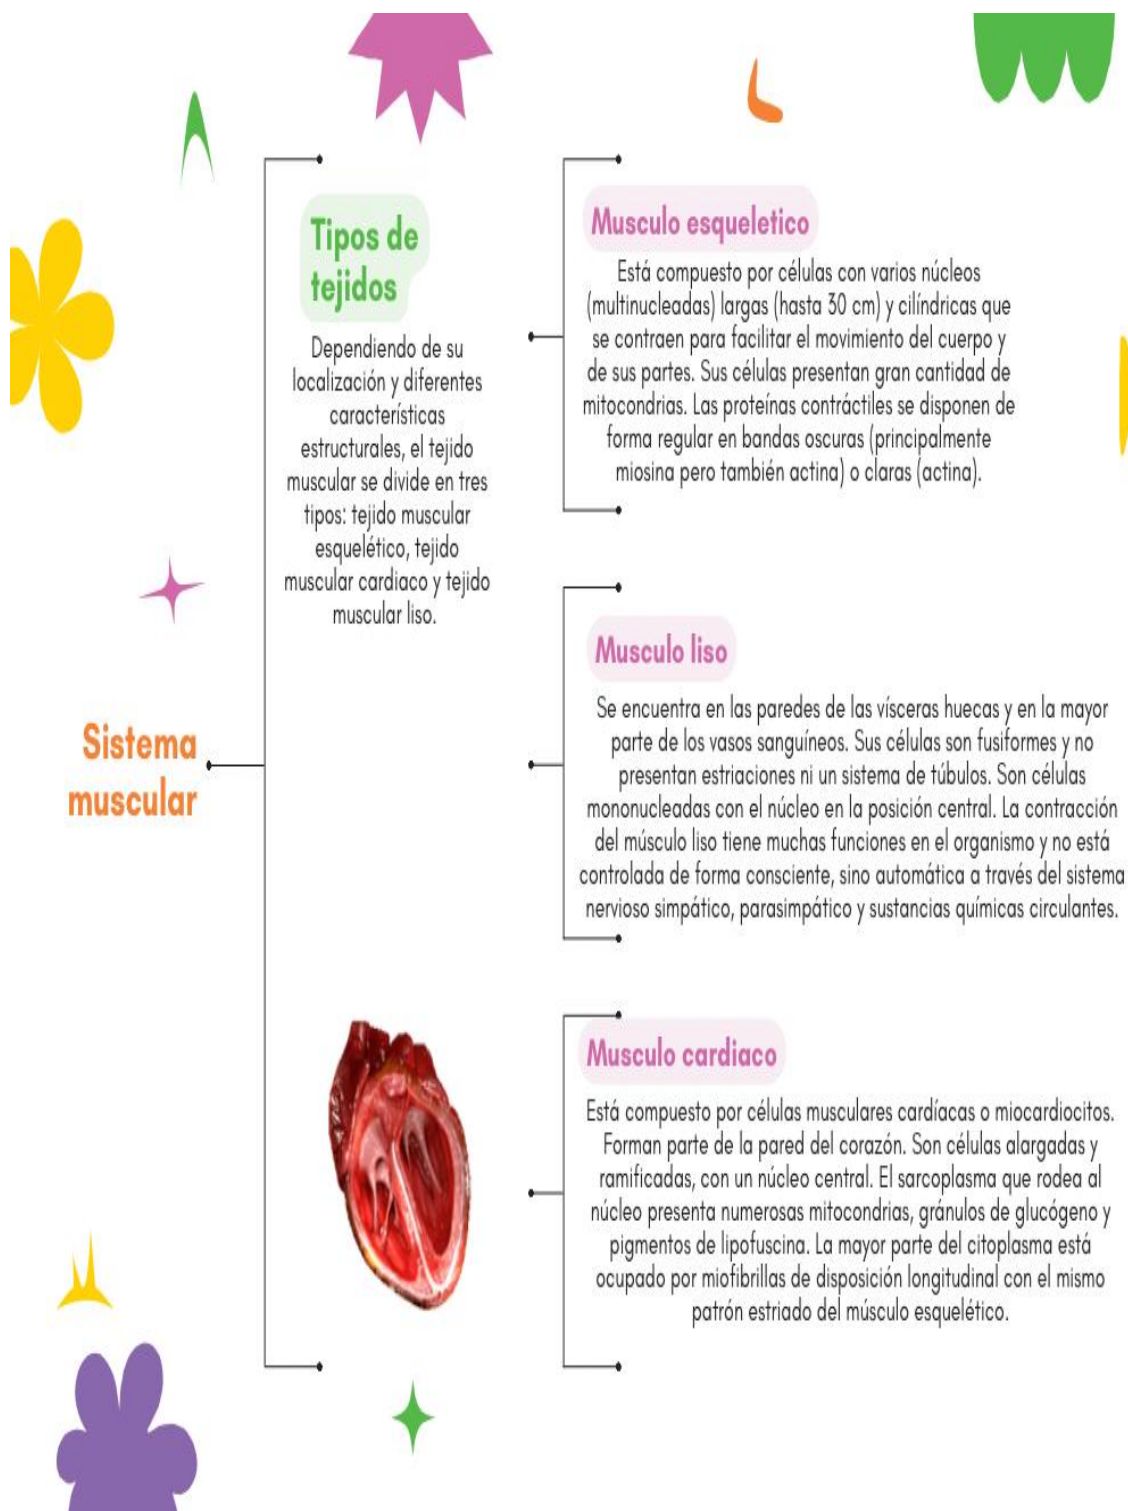 Sistema
muscular
Tipos de
tejidos
Dependiendo de su
localización y diferentes
características
estructurales, el tejido
muscular se divide en tres
tipos: tejido muscular
esquelético, tejido
muscular cardiaco y tejido
muscular liso.
Musculo esqueletico
Está compuesto por células con varios núcleos
(multinucleadas) largas (hasta 30 cm) y cilíndricas que
se contraen para facilitar el movimiento del cuerpo y
de sus partes. Sus células presentan gran cantidad de
mitocondrias. Las proteínas contráctiles se disponen de
forma regular en bandas oscuras (principalmente
miosina pero también actina) o claras (actina).
Musculo liso
Se encuentra en las paredes de las vísceras huecas y en la mayor
parte de los vasos sanguíneos. Sus células son fusiformes y no
presentan estriaciones ni un sistema de túbulos. Son células
mononucleadas con el núcleo en la posición central. La contracción
del músculo liso tiene muchas funciones en el organismo y no está
controlada de forma consciente, sino automática a través del sistema
nervioso simpático, parasimpático y sustancias químicas circulantes.
Musculo cardiaco
Está compuesto por células musculares cardíacas o miocardiocitos.
Forman parte de la pared del corazón. Son células alargadas y
ramificadas, con un núcleo central. El sarcoplasma que rodea al
núcleo presenta numerosas mitocondrias, gránulos de glucógeno y
pigmentos de lipofuscina. La mayor parte del citoplasma está
ocupado por miofibrillas de disposición longitudinal con el mismo
patrón estriado del músculo esquelético.